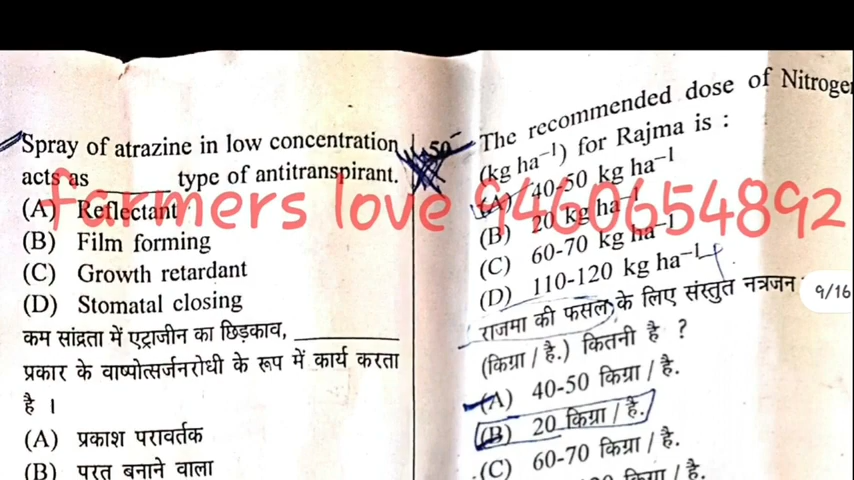 Spray of atrazine in low concentration
acts as ______ type of antitranspirant.
(A) Reflectant
(B) Film forming
(C) Growth retardant
(D) Stomatal closing
कम सांद्रता में एट्राजीन का छिड़काव, ______
प्रकार के वाष्पोत्सर्जनरोधी के रूप में कार्य करता
है ।
(A) प्रकाश परावर्तक
(B) परत बनाने वाला
50
The recommended dose of Nitrogen
(kg ha⁻¹) for Rajma is :
(A) 40-50 kg ha⁻¹
(B) 20 kg ha⁻¹
(C) 60-70 kg ha⁻¹
(D) 110-120 kg ha⁻¹
राजमा की फसल के लिए संस्तुत नत्रजन
(किग्रा / है.) कितनी है ?
(A) 40-50 किग्रा / है.
(B) 20 किग्रा / है.
(C) 60-70 किग्रा / है.
farmers love 9460654892
9/16